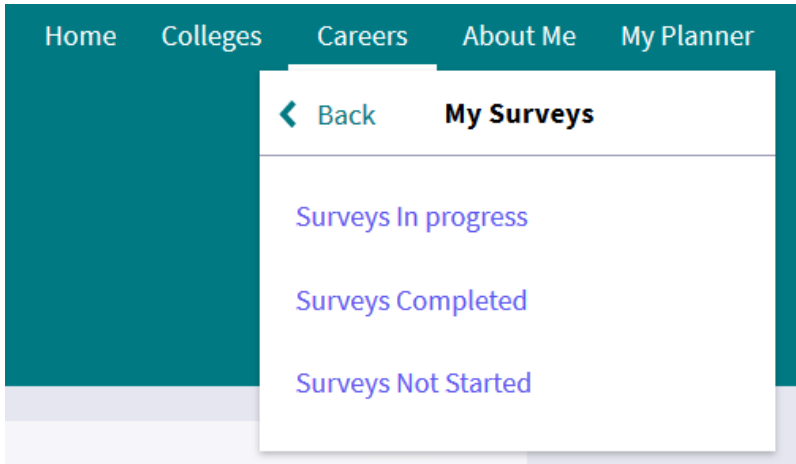 Home Colleges Careers About Me My Planner
Back My Surveys
Surveys In progress
Surveys Completed
Surveys Not Started